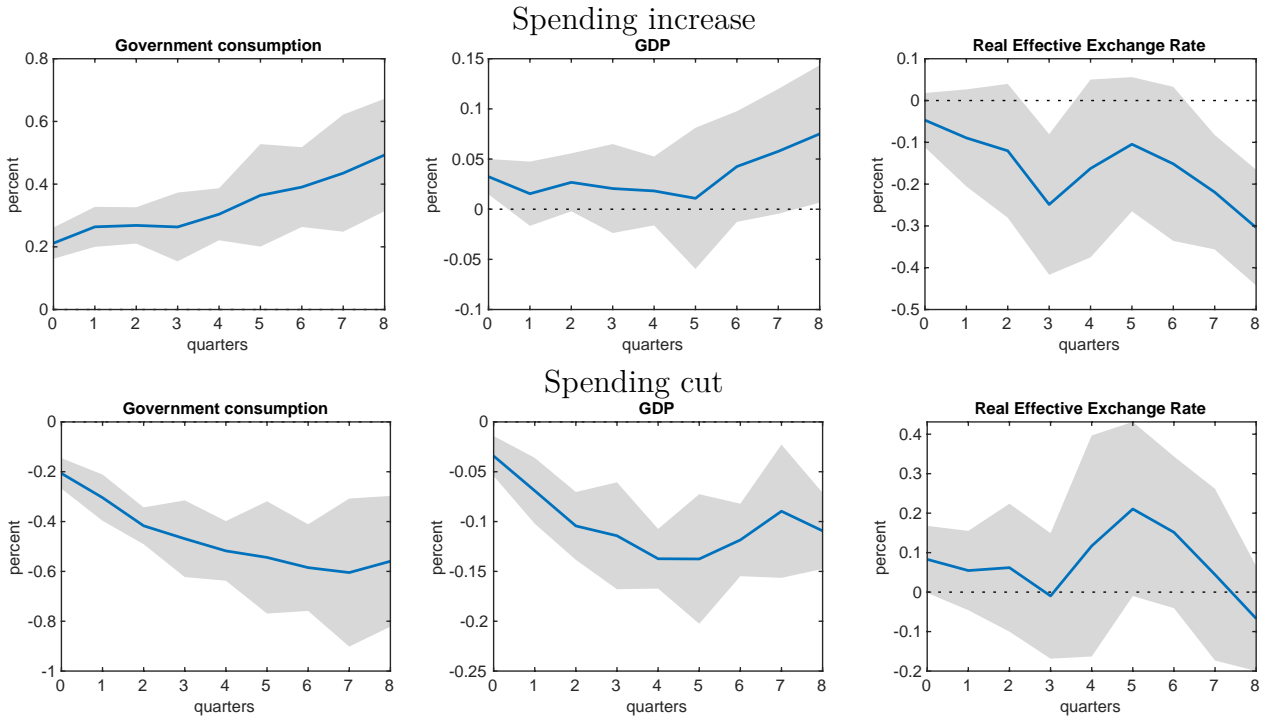 Spending increase
Government consumption
GDP
Real Effective Exchange Rate
percent
0.8
0.6
0.4
0.2
0
0 1 2 3 4 5 6 7 8
quarters
percent
0.15
0.1
0.05
0
-0.05
-0.1
0 1 2 3 4 5 6 7 8
quarters
percent
0.1
0
-0.1
-0.2
-0.3
-0.4
-0.5
0 1 2 3 4 5 6 7 8
quarters
Spending cut
Government consumption
GDP
Real Effective Exchange Rate
percent
0
-0.2
-0.4
-0.6
-0.8
-1
0 1 2 3 4 5 6 7 8
quarters
percent
0
-0.05
-0.1
-0.15
-0.2
-0.25
0 1 2 3 4 5 6 7 8
quarters
percent
0.4
0.3
0.2
0.1
0
-0.1
-0.2
0 1 2 3 4 5 6 7 8
quarters